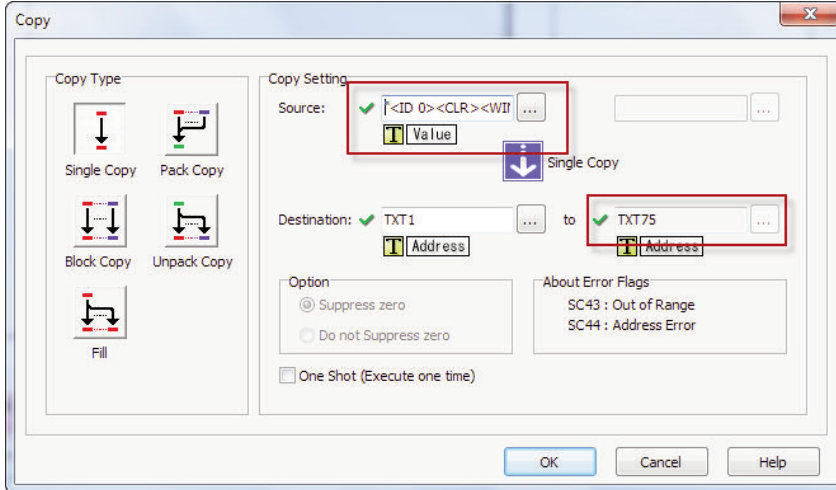 Copy
Copy Type
Single Copy
Pack Copy
Block Copy
Unpack Copy
Fill
Copy Setting
Source:
"<ID 0><CLR><WI
...
...
T Value
Single Copy
Destination:
TXT1
...
to
TXT75
...
T Address
T Address
Option
Suppress zero
Do not Suppress zero
About Error Flags
SC43 : Out of Range
SC44 : Address Error
One Shot (Execute one time)
OK
Cancel
Help